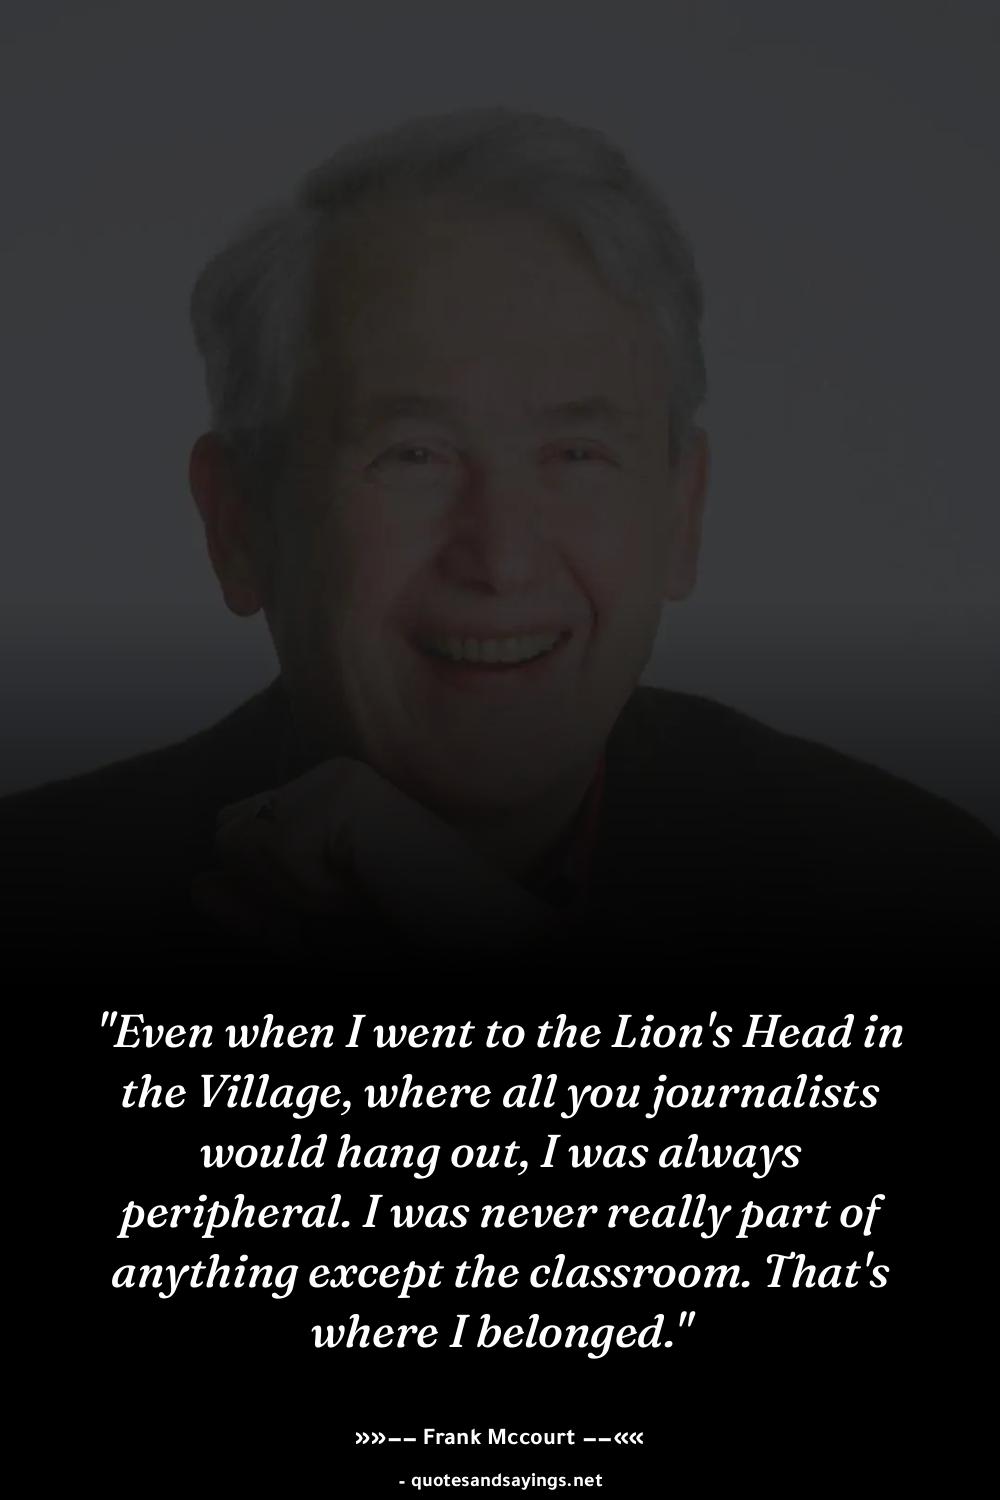 "Even when I went to the Lion's Head in
the Village, where all you journalists
would hang out, I was always
peripheral. I was never really part of
anything except the classroom. That's
where I belonged."
»»−− Frank Mccourt −−««
- quotesandsayings.net